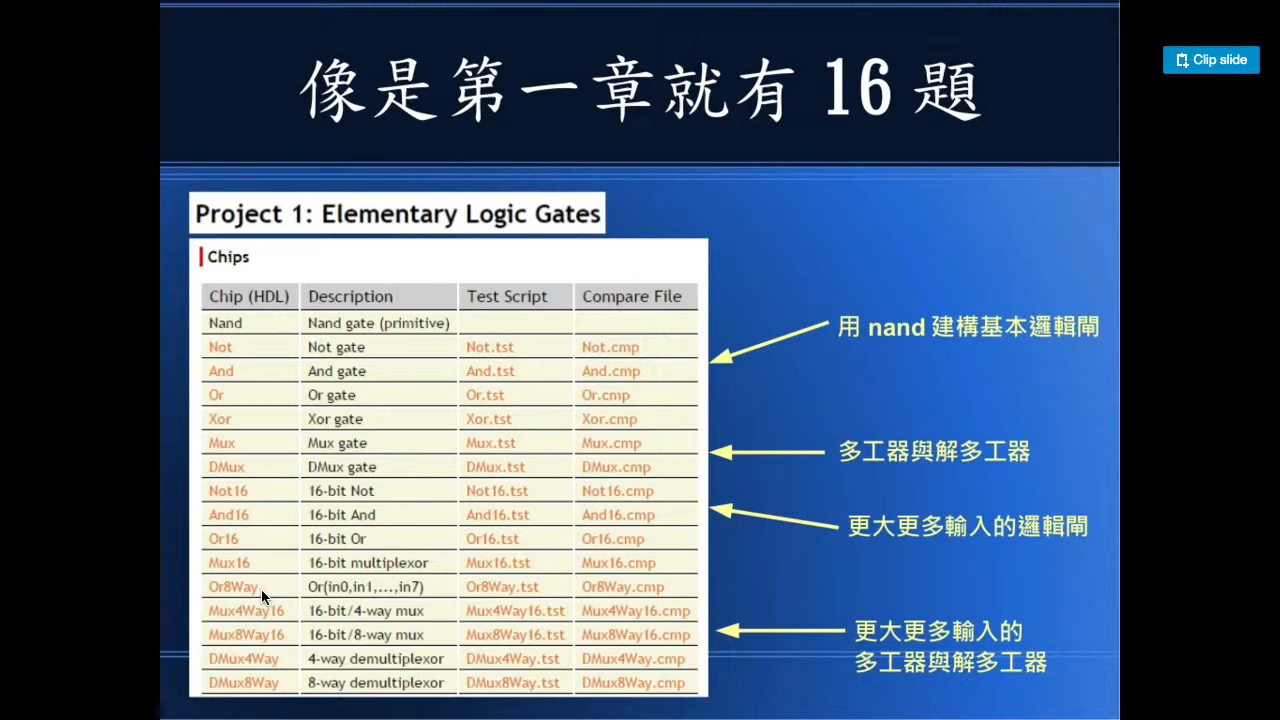 Clip slide
像是第一章就有 16 題
Project 1: Elementary Logic Gates
Chips
Chip (HDL) Description Test Script Compare File
Nand Nand gate (primitive)
Not Not gate Not.tst Not.cmp
And And gate And.tst And.cmp
Or Or gate Or.tst Or.cmp
Xor Xor gate Xor.tst Xor.cmp
Mux Mux gate Mux.tst Mux.cmp
DMux DMux gate DMux.tst DMux.cmp
Not16 16-bit Not Not16.tst Not16.cmp
And16 16-bit And And16.tst And16.cmp
Or16 16-bit Or Or16.tst Or16.cmp
Mux16 16-bit multiplexor Mux16.tst Mux16.cmp
Or8Way Or(in0,in1,...,in7) Or8Way.tst Or8Way.cmp
Mux4Way16 16-bit/4-way mux Mux4Way16.tst Mux4Way16.cmp
Mux8Way16 16-bit/8-way mux Mux8Way16.tst Mux8Way16.cmp
DMux4Way 4-way demultiplexor DMux4Way.tst DMux4Way.cmp
DMux8Way 8-way demultiplexor DMux8Way.tst DMux8Way.cmp
用 nand 建構基本邏輯閘
多工器與解多工器
更大更多輸入的邏輯閘
更大更多輸入的
多工器與解多工器